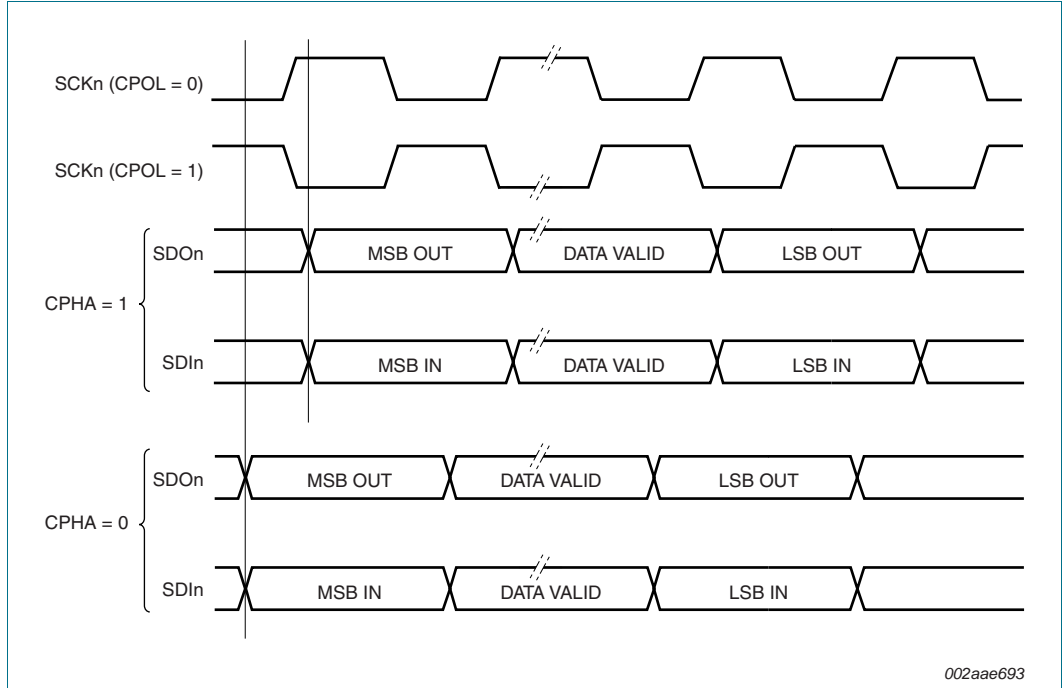 SCKn (CPOL = 0)
SCKn (CPOL = 1)
CPHA = 1
SDOn
MSB OUT
DATA VALID
LSB OUT
SDIn
MSB IN
DATA VALID
LSB IN
CPHA = 0
SDOn
MSB OUT
DATA VALID
LSB OUT
SDIn
MSB IN
DATA VALID
LSB IN
002aae693